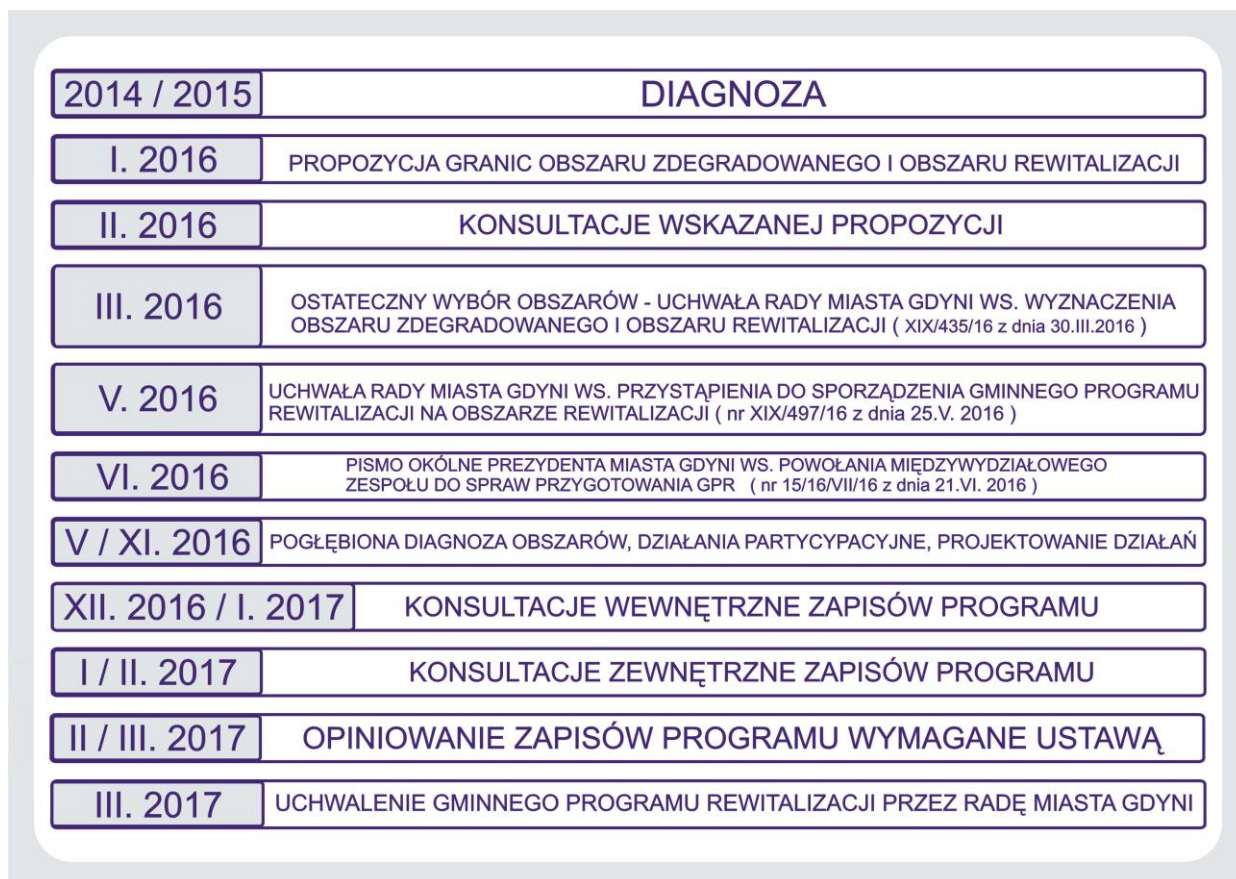 2014 / 2015 DIAGNOZA
I. 2016 PROPOZYCJA GRANIC OBSZARU ZDEGRADOWANEGO I OBSZARU REWITALIZACJI
II. 2016 KONSULTACJE WSKAZANEJ PROPOZYCJI
III. 2016 OSTATECZNY WYBÓR OBSZARÓW - UCHWAŁA RADY MIASTA GDYNI WS. WYZNACZENIA
OBSZARU ZDEGRADOWANEGO I OBSZARU REWITALIZACJI ( XIX/435/16 z dnia 30.III.2016 )
V. 2016 UCHWAŁA RADY MIASTA GDYNI WS. PRZYSTĄPIENIA DO SPORZĄDZENIA GMINNEGO PROGRAMU
REWITALIZACJI NA OBSZARZE REWITALIZACJI ( nr XIX/497/16 z dnia 25.V. 2016 )
VI. 2016 PISMO OKÓLNE PREZYDENTA MIASTA GDYNI WS. POWOŁANIA MIĘDZYWYDZIAŁOWEGO
ZESPOŁU DO SPRAW PRZYGOTOWANIA GPR ( nr 15/16/VII/16 z dnia 21.VI. 2016 )
V / XI. 2016 POGŁĘBIONA DIAGNOZA OBSZARÓW, DZIAŁANIA PARTYCYPACYJNE, PROJEKTOWANIE DZIAŁAŃ
XII. 2016 / I. 2017 KONSULTACJE WEWNĘTRZNE ZAPISÓW PROGRAMU
I / II. 2017 KONSULTACJE ZEWNĘTRZNE ZAPISÓW PROGRAMU
II / III. 2017 OPINIOWANIE ZAPISÓW PROGRAMU WYMAGANE USTAWĄ
III. 2017 UCHWALENIE GMINNEGO PROGRAMU REWITALIZACJI PRZEZ RADĘ MIASTA GDYNI